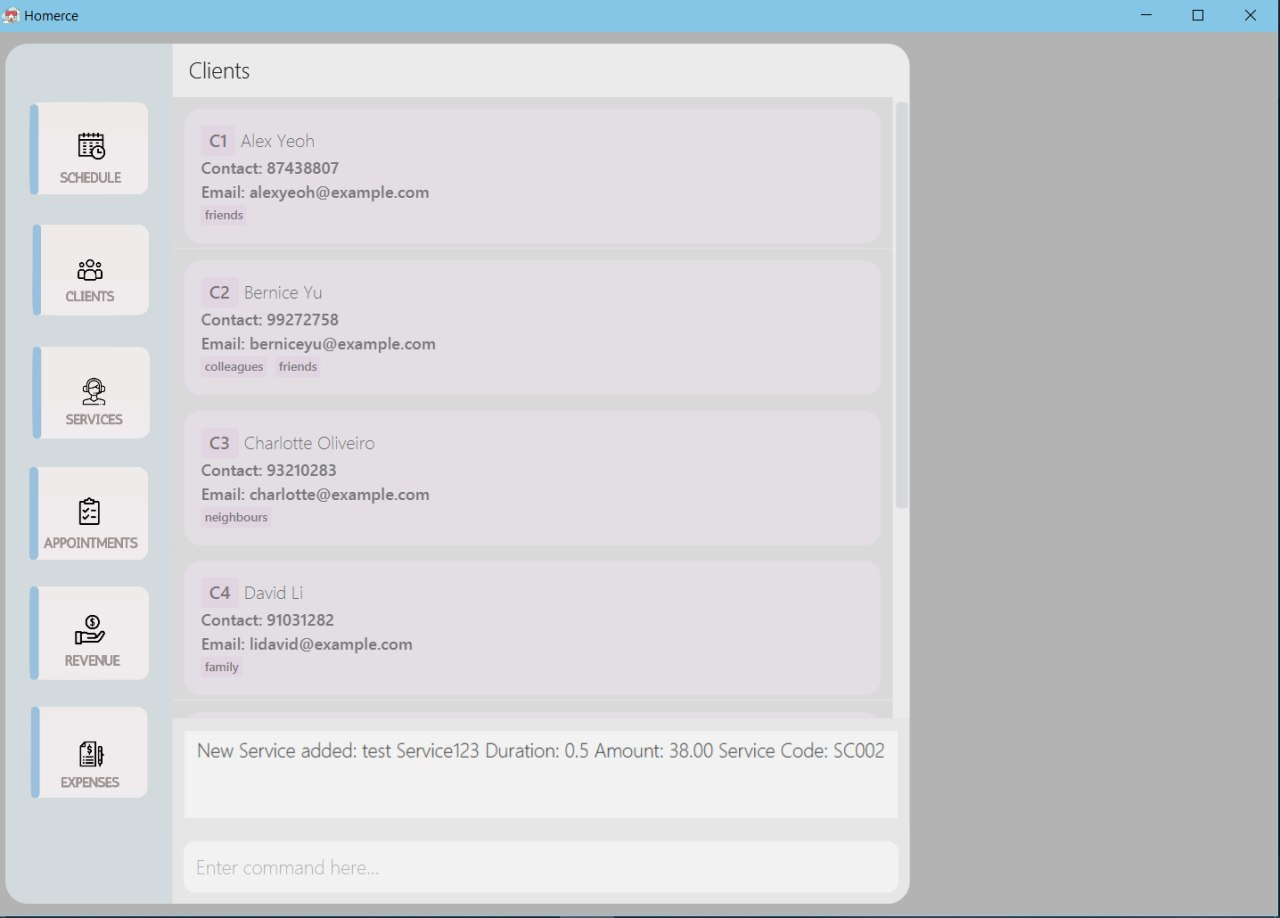 Homerce
Clients
SCHEDULE
CLIENTS
SERVICES
APPOINTMENTS
REVENUE
EXPENSES
C1 Alex Yeoh
Contact: 87438807
Email: alexyeoh@example.com
friends
C2 Bernice Yu
Contact: 99272758
Email: berniceyu@example.com
colleagues friends
C3 Charlotte Oliveiro
Contact: 93210283
Email: charlotte@example.com
neighbours
C4 David Li
Contact: 91031282
Email: lidavid@example.com
family
New Service added: test Service123 Duration: 0.5 Amount: 38.00 Service Code: SC002
Enter command here...